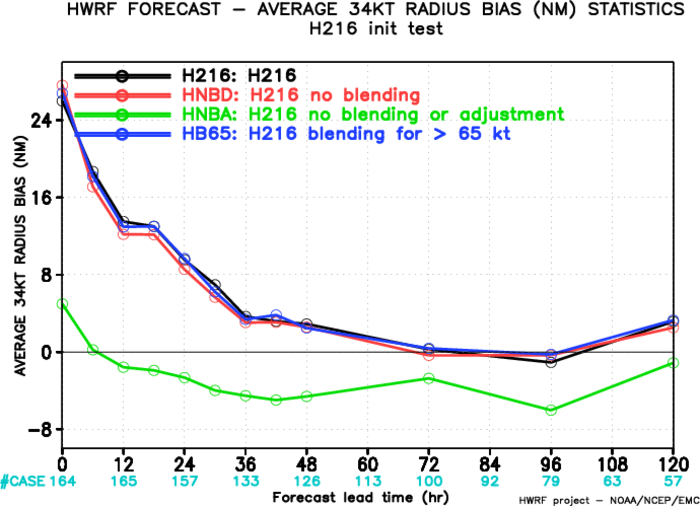 HWRF FORECAST – AVERAGE 34KT RADIUS BIAS (NM) STATISTICS
H216 init test
H216: H216
HNBD: H216 no blending
HNBA: H216 no blending or adjustment
HB65: H216 blending for > 65 kt
AVERAGE 34KT RADIUS BIAS (NM)
24
16
8
0
–8
0 12 24 36 48 60 72 84 96 108 120
#CASE 164 165 157 133 126 113 100 92 79 63 57
Forecast lead time (hr)
HWRF project – NOAA/NCEP/EMC